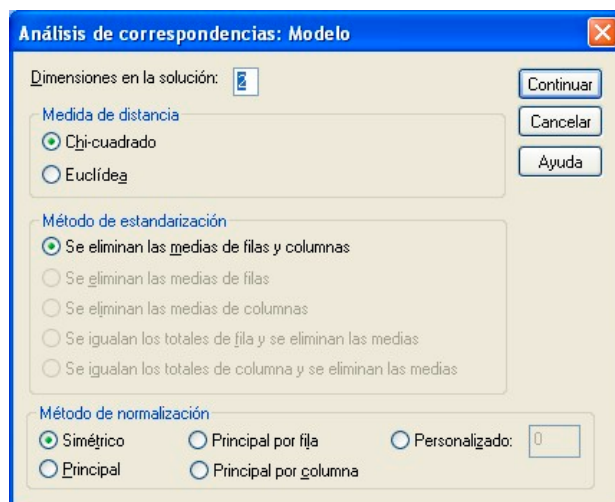 Análisis de correspondencias: Modelo
Dimensiones en la solución: 2
Continuar
Cancelar
Ayuda
Medida de distancia
Chi-cuadrado
Euclídea
Método de estandarización
Se eliminan las medias de filas y columnas
Se eliminan las medias de filas
Se eliminan las medias de columnas
Se igualan los totales de fila y se eliminan las medias
Se igualan los totales de columna y se eliminan las medias
Método de normalización
Simétrico Principal por fila Personalizado: 0
Principal Principal por columna